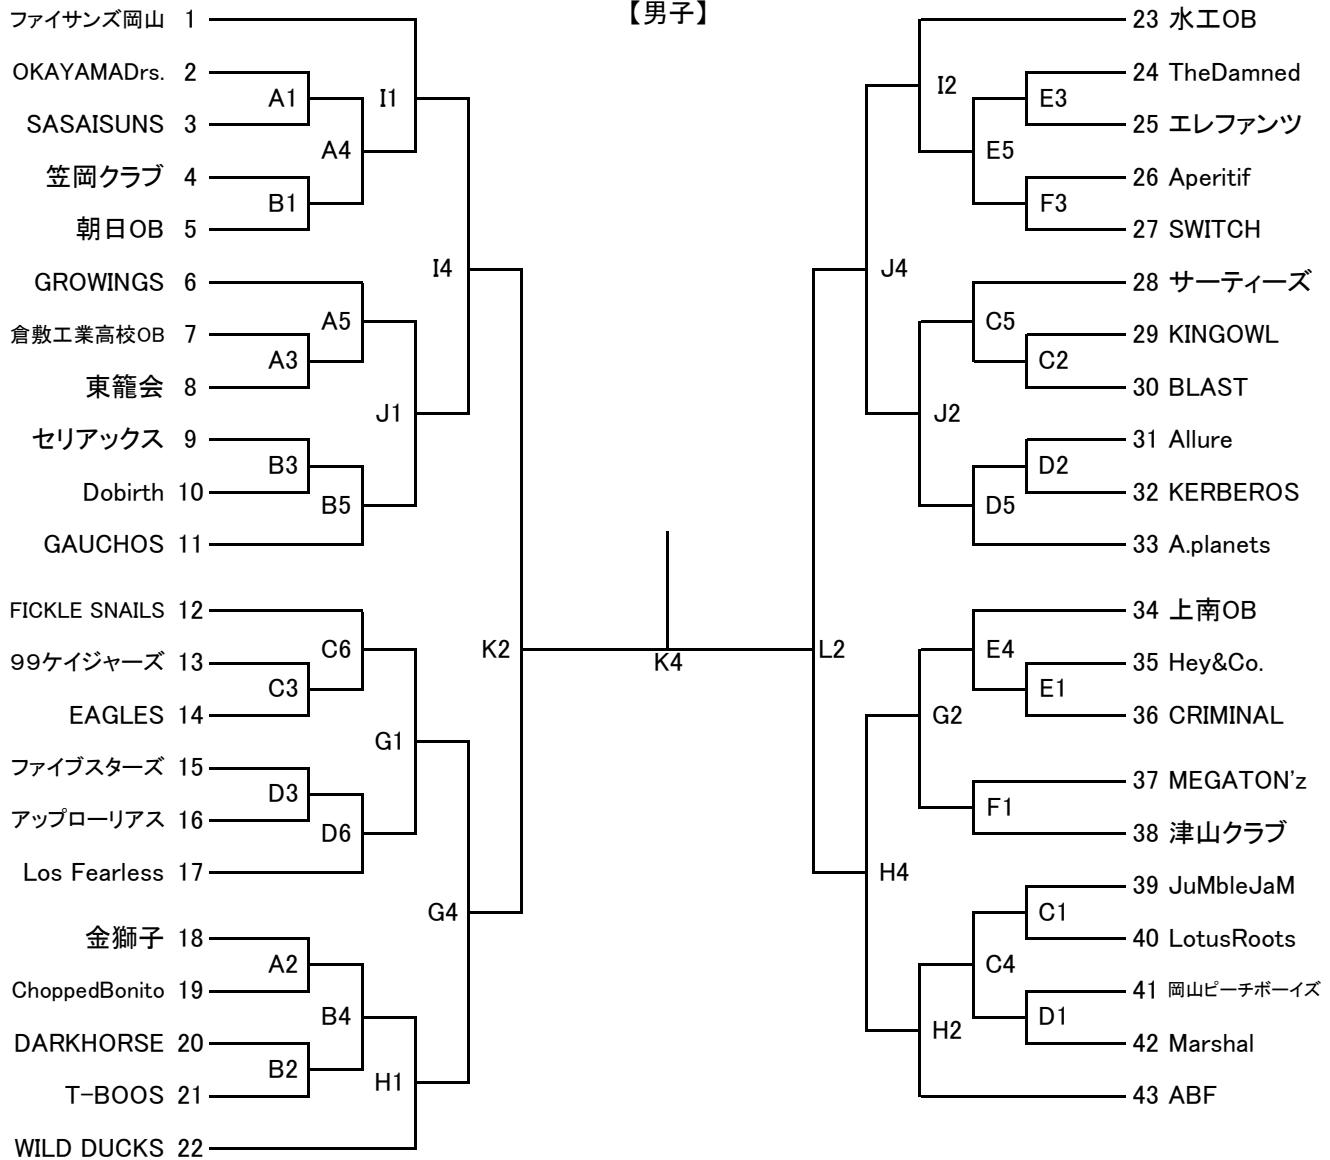 【男子】
ファイサンズ岡山 1
OKAYAMADrs. 2
A1
I1
SASAISUNS 3
A4
笠岡クラブ 4
B1
朝日OB 5
I4
GROWINGS 6
A5
倉敷工業高校OB 7
A3
東籠会 8
J1
セリアックス 9
B3
Dobirth 10
B5
GAUCHOS 11
FICKLE SNAILS 12
C6
K2
99ケイジャーズ 13
C3
EAGLES 14
G1
ファイブスターズ 15
D3
アップローリアス 16
D6
Los Fearless 17
G4
金獅子 18
A2
ChoppedBonito 19
B4
DARKHORSE 20
B2
H1
T-BOOS 21
WILD DUCKS 22
K4
23 水工OB
I2
24 TheDamned
E3
25 エレファンツ
E5
26 Aperitif
F3
27 SWITCH
J4
28 サーティーズ
C5
29 KINGOWL
C2
30 BLAST
J2
31 Allure
D2
32 KERBEROS
D5
33 A.planets
34 上南OB
L2
E4
35 Hey&Co.
E1
36 CRIMINAL
G2
37 MEGATON'z
F1
38 津山クラブ
H4
39 JuMbleJaM
C1
40 LotusRoots
C4
41 岡山ピーチボーイズ
D1
H2
42 Marshal
43 ABF